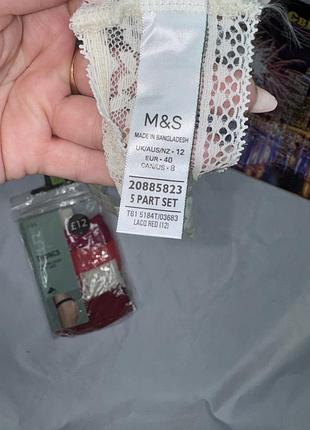 M&S
MADE IN BANGLADESH
UK/AUS/NZ - 12
EUR - 40
CAN/US - 8
20885823
5 PART SET
T61 5184T/03683
LACQ RED (12)
£12